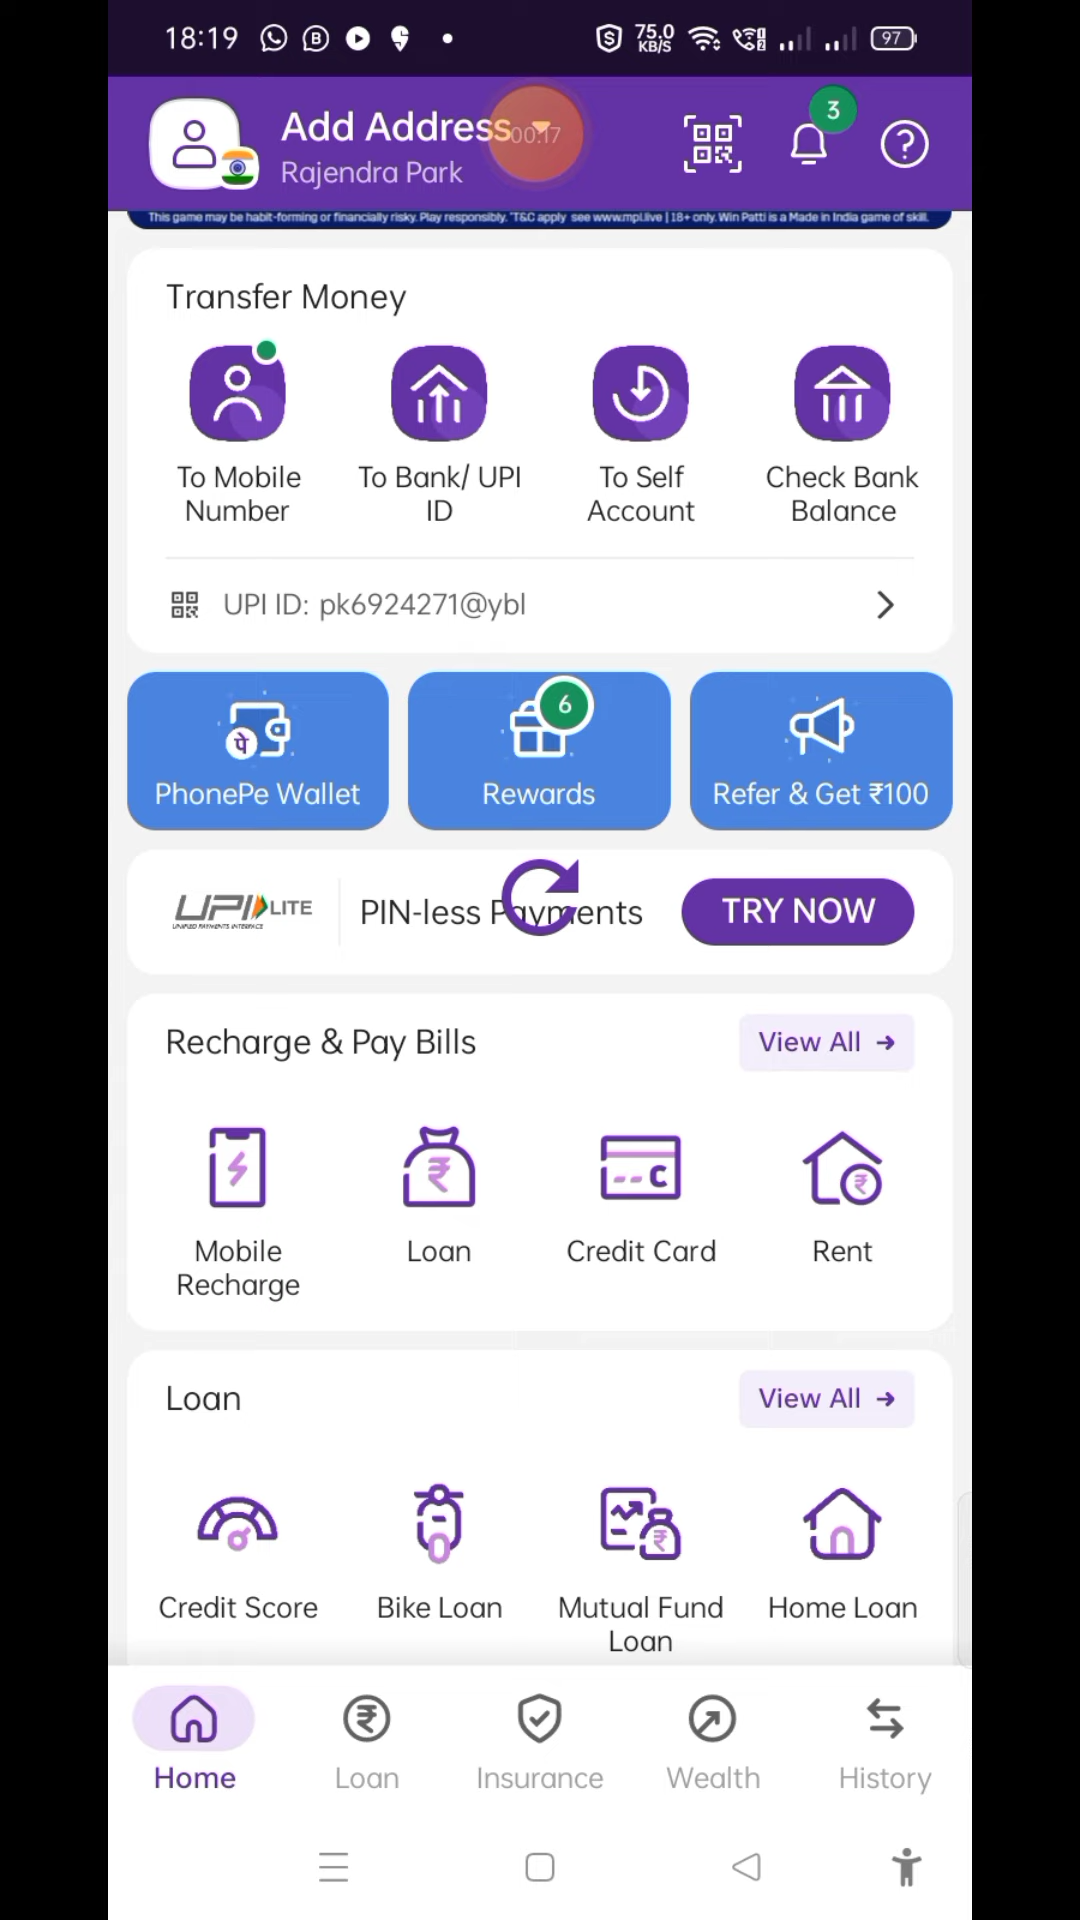 18:19
75.0
KB/S
97
Add Address
00:17
3
Rajendra Park
This game may be habit-forming or financially risky. Play responsibly. *T&C apply see www.mpl.live | 18+ only. Win Patti is a Made in India game of skill.
Transfer Money
To Mobile Number
To Bank/ UPI ID
To Self Account
Check Bank Balance
UPI ID: pk6924271@ybl
6
पे
PhonePe Wallet
Rewards
Refer & Get ₹100
UPI LITE
UNIFIED PAYMENTS INTERFACE
PIN-less Payments
TRY NOW
Recharge & Pay Bills
View All
Mobile Recharge
Loan
Credit Card
Rent
Loan
View All
Credit Score
Bike Loan
Mutual Fund Loan
Home Loan
Home
Loan
Insurance
Wealth
History